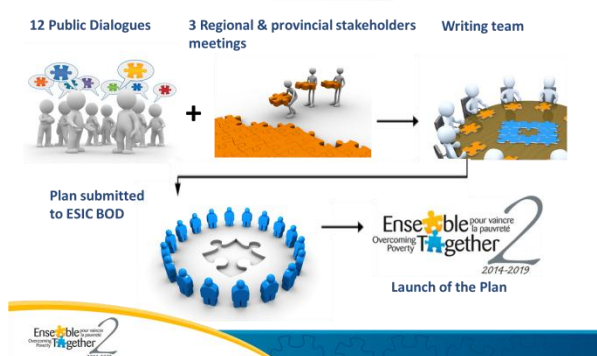 12 Public Dialogues
3 Regional & provincial stakeholders
meetings
Writing team
+
Plan submitted
to ESIC BOD
Ensemble pour vaincre
la pauvreté
Overcoming
Poverty Together 2
2014-2019
Launch of the Plan
Ensemble pour vaincre
la pauvreté
Overcoming
Poverty Together 2